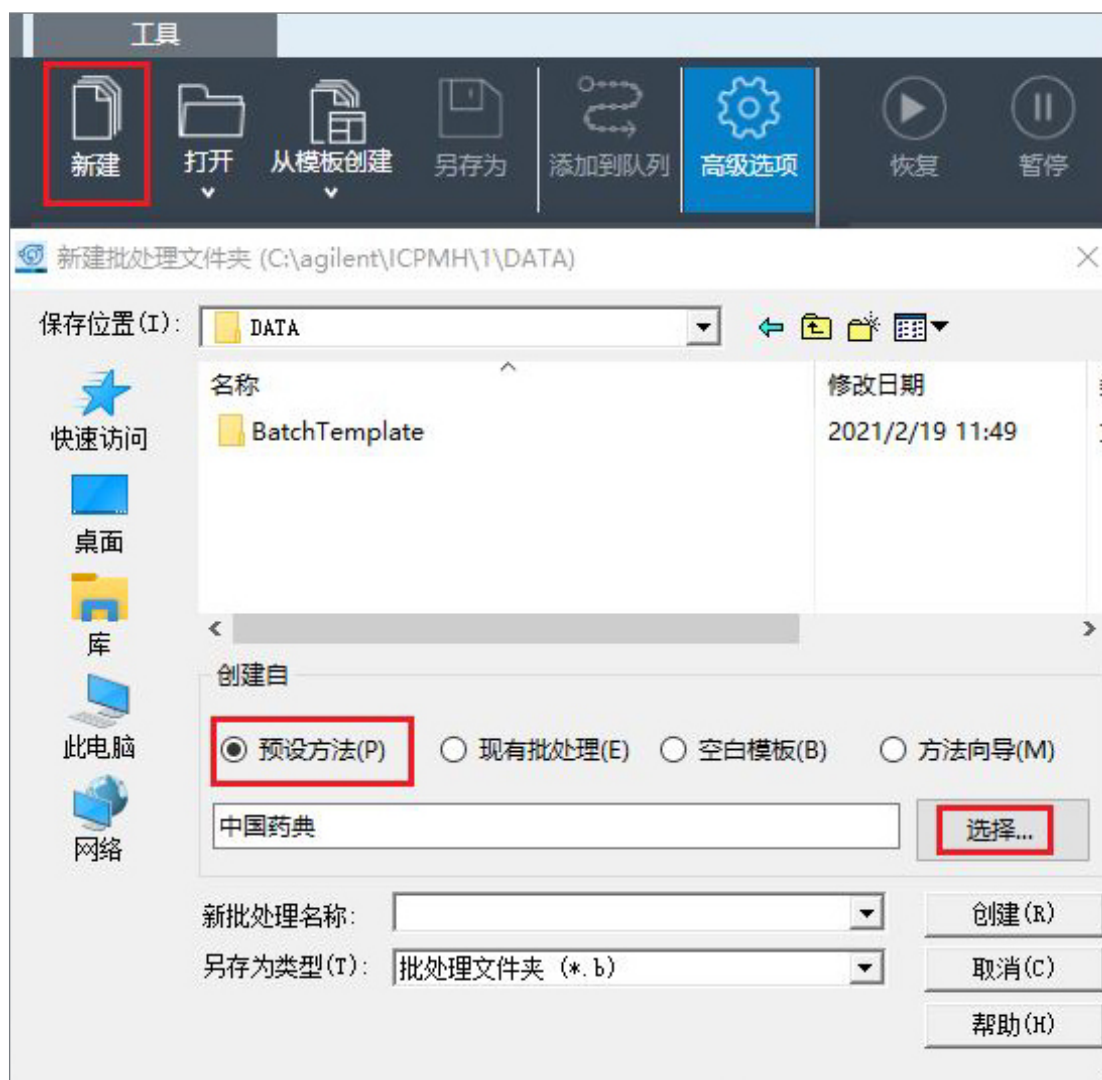 工具
新建 打开 从模板创建 另存为 添加到队列 高级选项 恢复 暂停
新建批处理文件夹 (C:\agilent\ICPMH\1\DATA)
保存位置(I): DATA
名称 修改日期
快速访问 BatchTemplate 2021/2/19 11:49
桌面
库
创建自
此电脑 预设方法(P) 现有批处理(E) 空白模板(B) 方法向导(M)
网络 中国药典 选择...
新批处理名称: 创建(R)
另存为类型(T): 批处理文件夹 (*.b) 取消(C)
帮助(H)